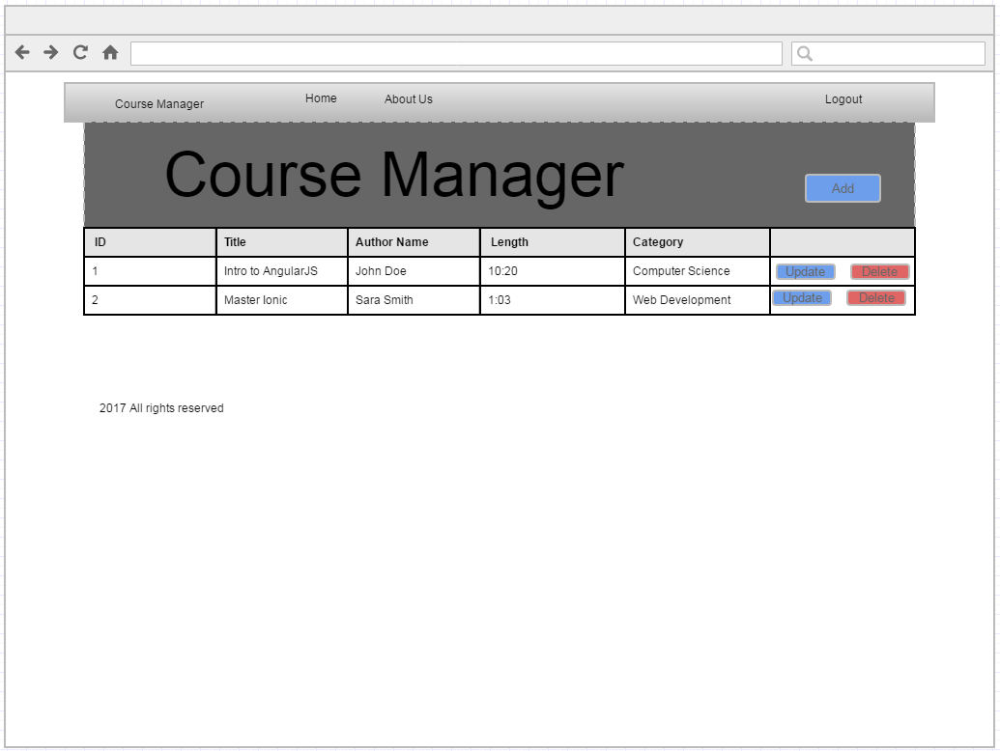 Course Manager Home About Us Logout
Course Manager
Add
ID Title Author Name Length Category
1 Intro to AngularJS John Doe 10:20 Computer Science Update Delete
2 Master Ionic Sara Smith 1:03 Web Development Update Delete
2017 All rights reserved